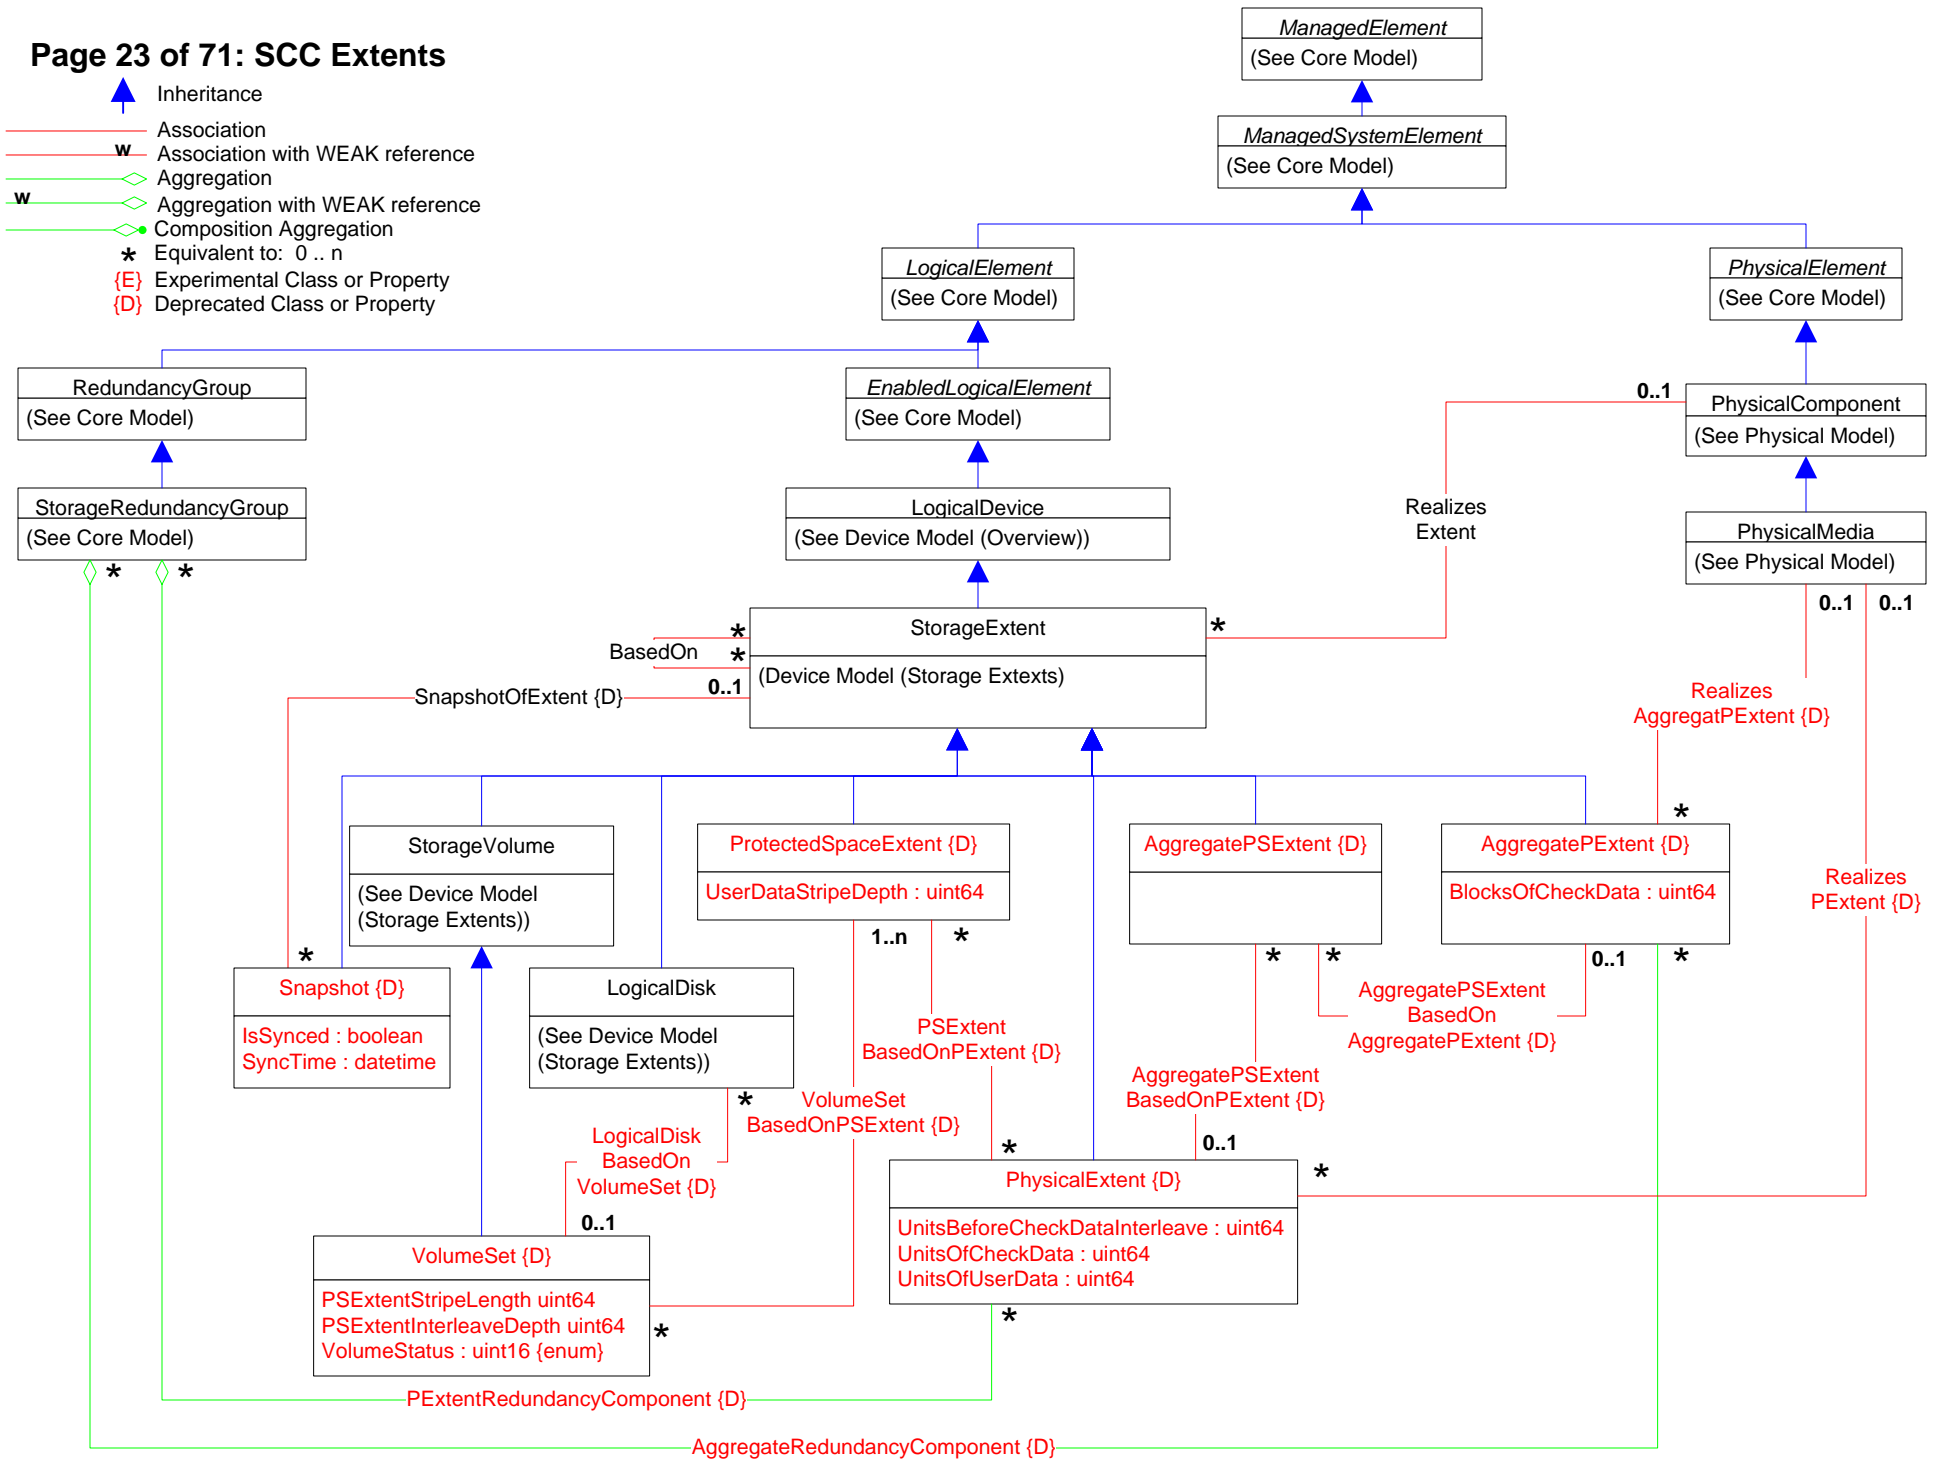 Page 23 of 71: SCC Extents
Inheritance
Association
w
Association with WEAK reference
Aggregation
w
Aggregation with WEAK reference
Composition Aggregation
* Equivalent to: 0 .. n
{E} Experimental Class or Property
{D} Deprecated Class or Property
ManagedElement
(See Core Model)
ManagedSystemElement
(See Core Model)
LogicalElement
(See Core Model)
PhysicalElement
(See Core Model)
RedundancyGroup
(See Core Model)
EnabledLogicalElement
(See Core Model)
0..1
PhysicalComponent
(See Physical Model)
StorageRedundancyGroup
(See Core Model)
* *
LogicalDevice
(See Device Model (Overview))
Realizes
Extent
PhysicalMedia
(See Physical Model)
0..1 0..1
StorageExtent
(Device Model (Storage Extexts)
*
BasedOn
*
*
0..1
SnapshotOfExtent {D}
Realizes
AggregatPExtent {D}
*
StorageVolume
(See Device Model
(Storage Extents))
ProtectedSpaceExtent {D}
UserDataStripeDepth : uint64
1..n *
AggregatePSExtent {D}
* *
AggregatePExtent {D}
BlocksOfCheckData : uint64
0..1 *
Realizes
PExtent {D}
*
Snapshot {D}
IsSynced : boolean
SyncTime : datetime
LogicalDisk
(See Device Model
(Storage Extents))
*
PSExtent
BasedOnPExtent {D}
*
AggregatePSExtent
BasedOn
AggregatePExtent {D}
AggregatePSExtent
BasedOnPExtent {D}
0..1
VolumeSet
BasedOnPSExtent {D}
LogicalDisk
BasedOn
VolumeSet {D}
0..1
PhysicalExtent {D}
UnitsBeforeCheckDataInterleave : uint64
UnitsOfCheckData : uint64
UnitsOfUserData : uint64
*
*
VolumeSet {D}
PSExtentStripeLength uint64
PSExtentInterleaveDepth uint64
VolumeStatus : uint16 {enum}
*
PExtentRedundancyComponent {D}
AggregateRedundancyComponent {D}